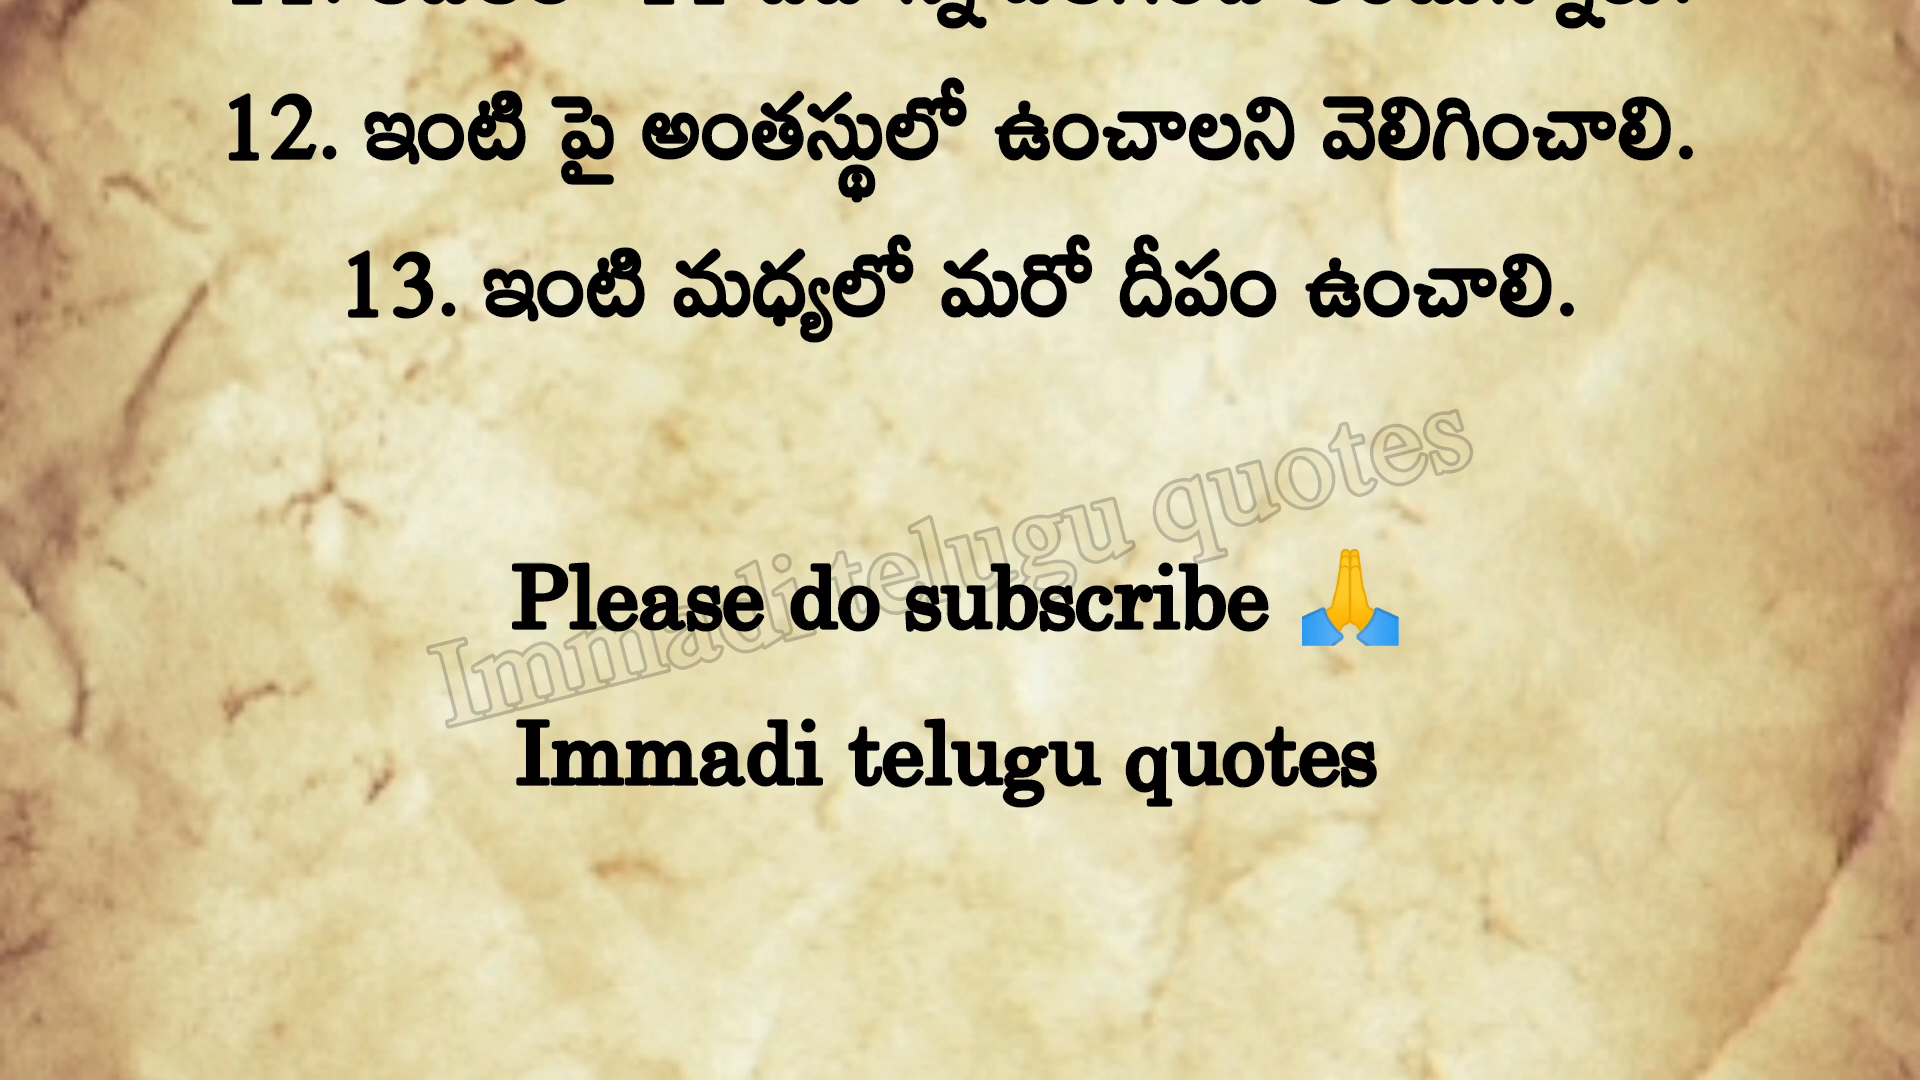 12. ఇంటి పై అంతస్థులో ఉంచాలని వెలిగించాలి.
13. ఇంటి మధ్యలో మరో దీపం ఉంచాలి.
Immadi telugu quotes
Please do subscribe 🙏
Immadi telugu quotes